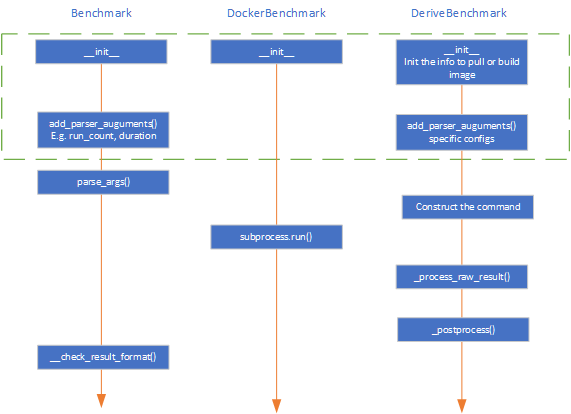 Benchmark
DockerBenchmark
DeriveBenchmark
__init__
__init__
__init__
Init the info to pull or build
image
add_parser_auguments()
E.g. run_count, duration
add_parser_auguments()
specific configs
parse_args()
Construct the command
subprocess.run()
_process_raw_result()
_postprocess()
__check_result_format()